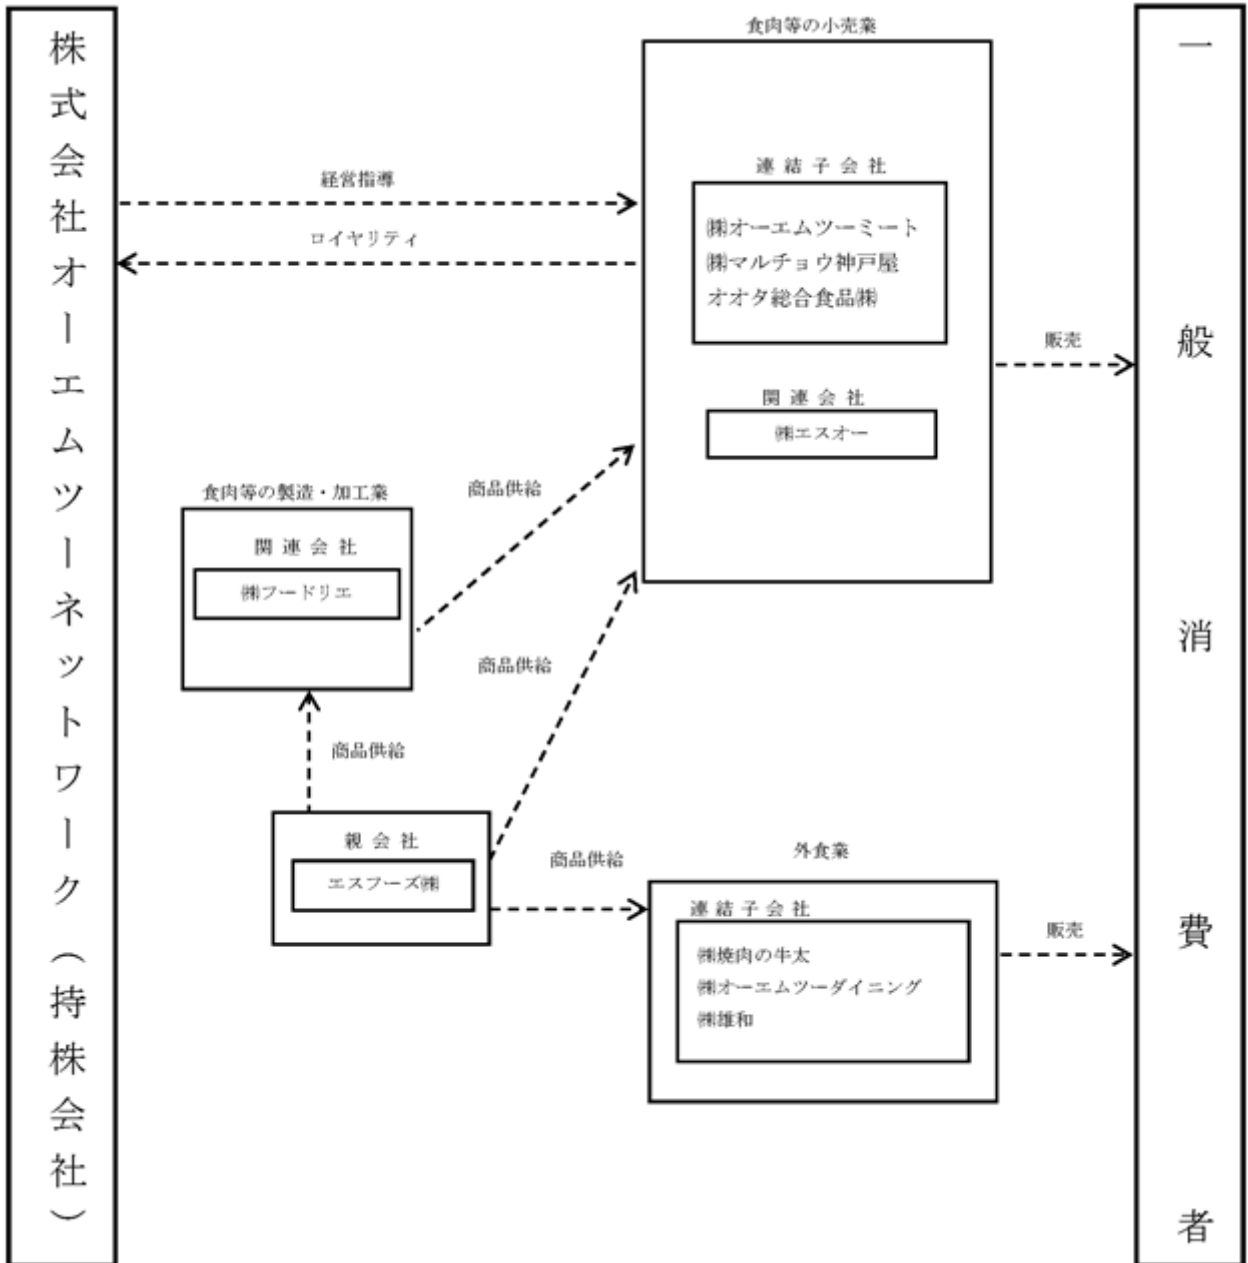 株式会社オーエムツーネットワーク（持株会社）
食肉等の小売業
連結子会社
㈱オーエムツーミート
㈱マルチョウ神戸屋
オオタ総合食品㈱
関連会社
㈱エスオー
経営指導
ロイヤリティ
販売
食肉等の製造・加工業
関連会社
㈱フードリエ
商品供給
商品供給
商品供給
親会社
エスフーズ㈱
商品供給
外食業
連結子会社
㈱焼肉の牛太
㈱オーエムツーダイニング
㈱雄和
販売
一般消費者